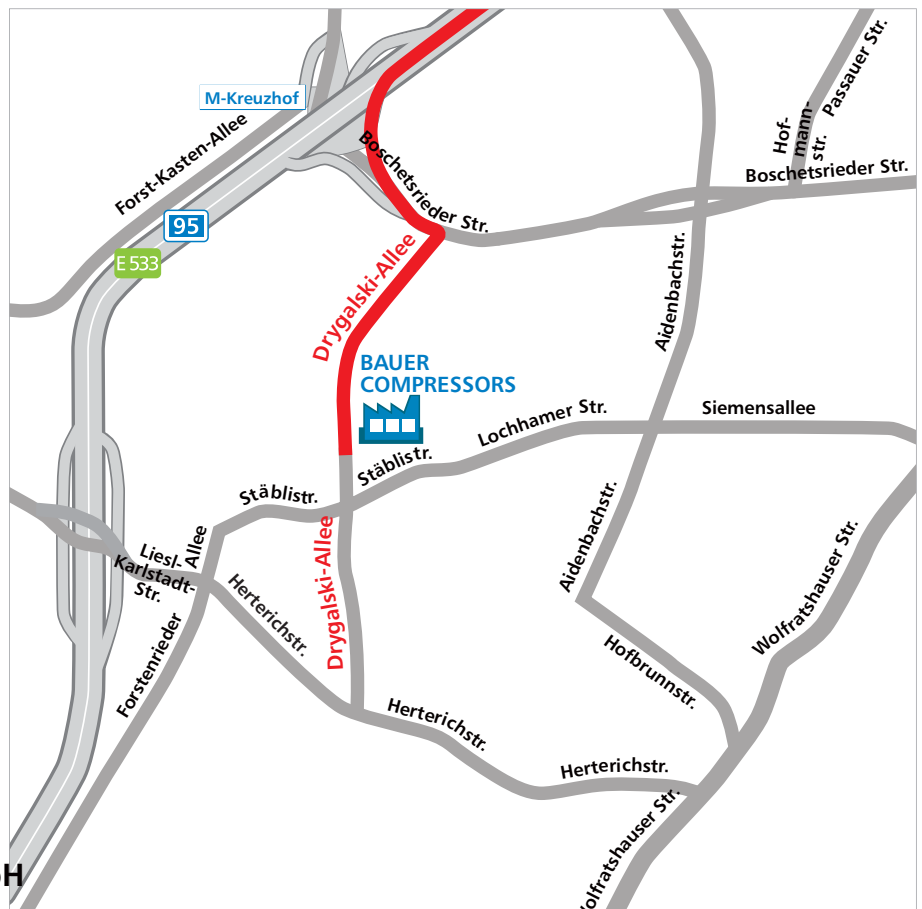 M-Kreuzhof
Forst-Kasten-Allee
95
E 533
Boschetsrieder Str.
Passauer Str.
Hof-
mann-
str.
Boschetsrieder Str.
Drygalski-Allee
Aidenbachstr.
BAUER
COMPRESSORS
Siemensallee
Lochhamer Str.
Stäblistr.
Stäblistr.
Aidenbachstr.
Drygalski-Allee
Liesl-
Karlstadt-
Str.
Forstenrieder
Allee
Herterichstr.
Wolfratshauser Str.
Hofbrunnstr.
Herterichstr.
Herterichstr.
olfratshauser Str.
H